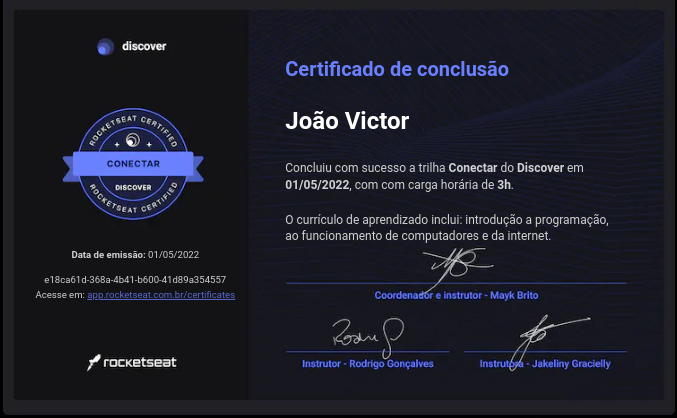 discover
ROCKETSEAT CERTIFIED
CONECTAR
DISCOVER
ROCKETSEAT CERTIFIED
Data de emissão: 01/05/2022
e18ca61d-368a-4b41-b600-41d89a354557
Acesse em: app.rocketseat.com.br/certificates
rocketseat
Certificado de conclusão
João Victor
Concluiu com sucesso a trilha Conectar do Discover em
01/05/2022, com com carga horária de 3h.
O currículo de aprendizado inclui: introdução a programação,
ao funcionamento de computadores e da internet.
Coordenador e instrutor - Mayk Brito
Instrutor - Rodrigo Gonçalves
Instrutora - Jakeliny Gracielly